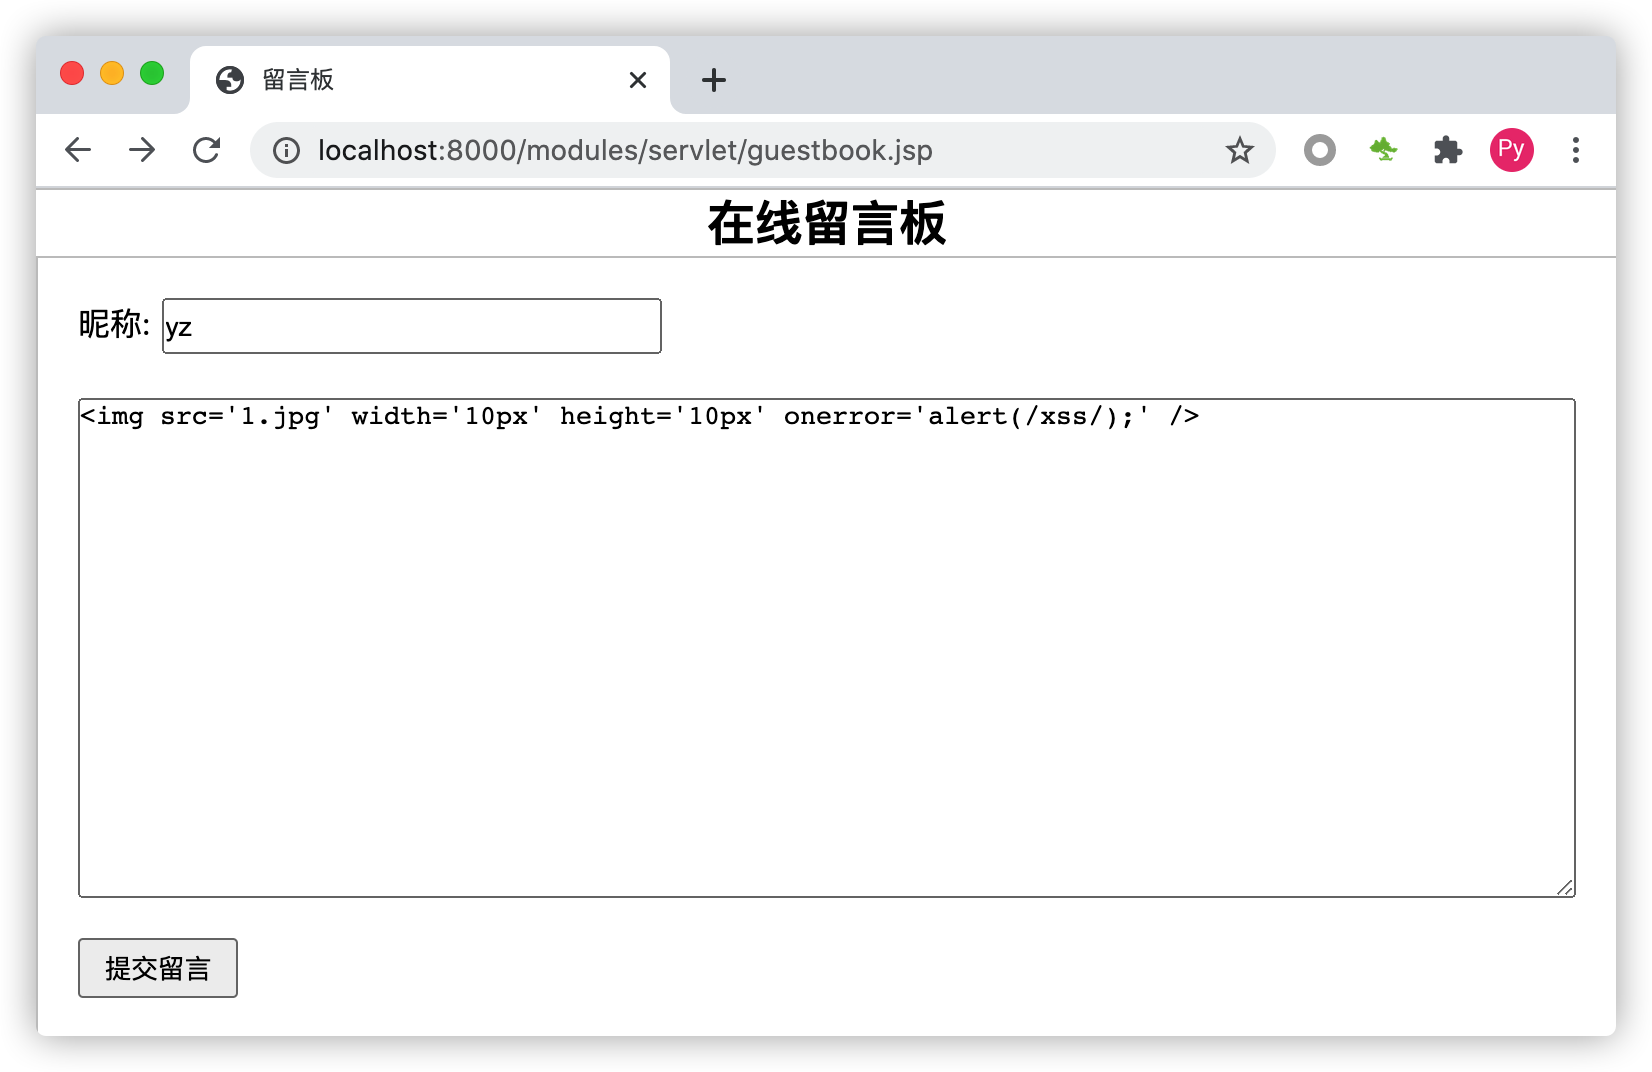 留言板
localhost:8000/modules/servlet/guestbook.jsp
Py
在线留言板
昵称: yz
<img src='1.jpg' width='10px' height='10px' onerror='alert(/xss/);' />
提交留言